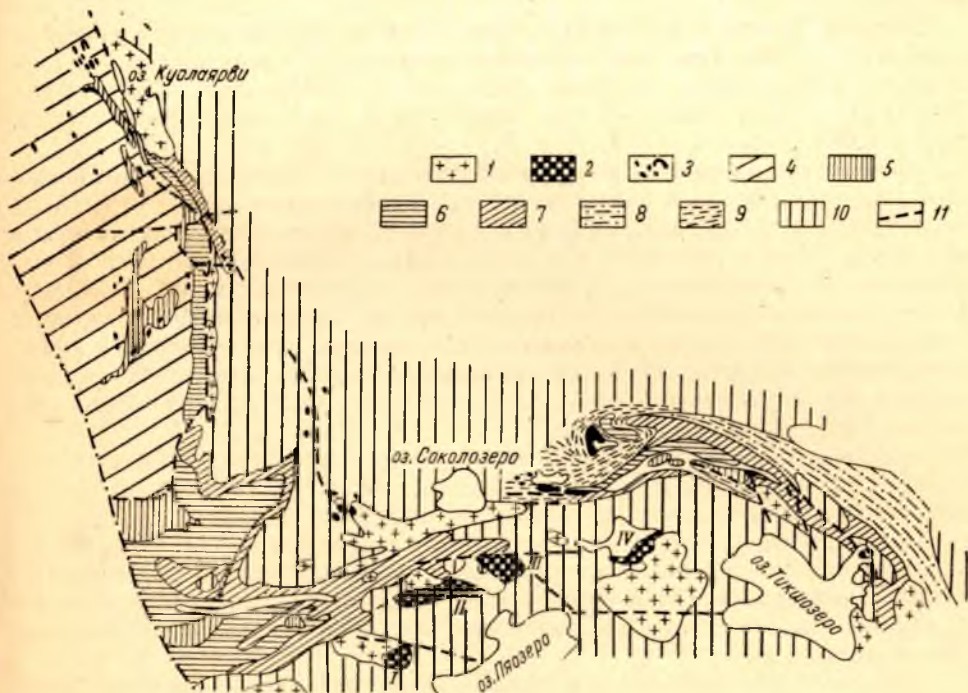 оз. Куолаярви
1 2 3 4 5
6 7 8 9 10 11
оз. Соколозеро
IV
III
II
оз. Тикшозеро
оз. Пяозеро
I